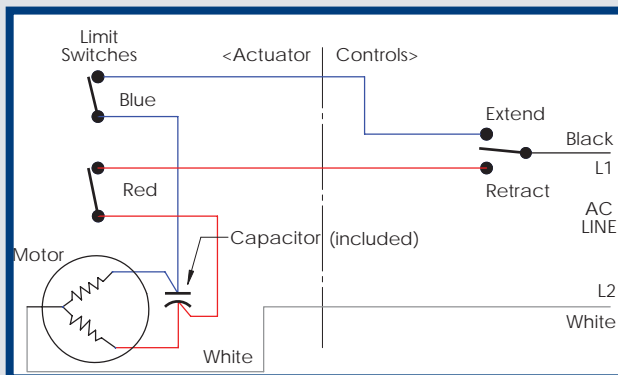 Limit
Switches
<Actuator
Controls>
Blue
Extend
Black
L1
Red
Retract
AC
LINE
Capacitor (included)
Motor
L2
White
White